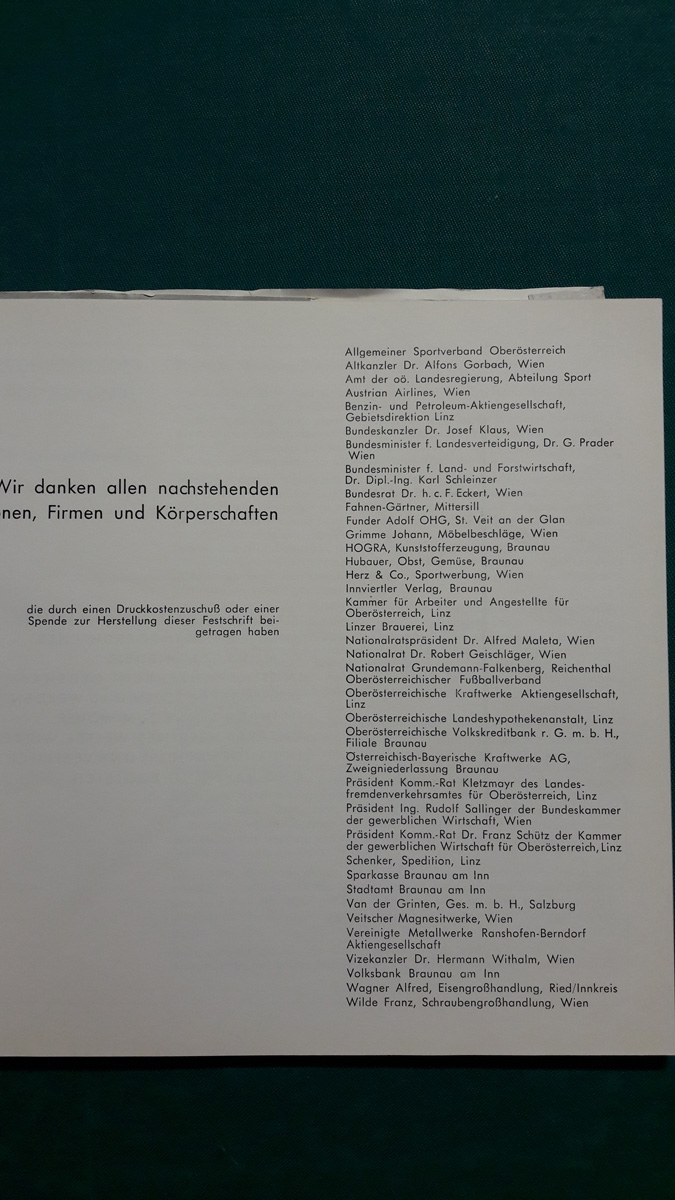 Wir danken allen nachstehenden
nen, Firmen und Körperschaften
die durch einen Druckkostenzuschuß oder einer
Spende zur Herstellung dieser Festschrift bei-
getragen haben
Allgemeiner Sportverband Oberösterreich
Altkanzler Dr. Alfons Gorbach, Wien
Amt der oö. Landesregierung, Abteilung Sport
Austrian Airlines, Wien
Benzin- und Petroleum-Aktiengesellschaft,
Gebietsdirektion Linz
Bundeskanzler Dr. Josef Klaus, Wien
Bundesminister f. Landesverteidigung, Dr. G. Prader
Wien
Bundesminister f. Land- und Forstwirtschaft,
Dr. Dipl.-Ing. Karl Schleinzer
Bundesrat Dr. h. c. F. Eckert, Wien
Fahnen-Gärtner, Mittersill
Funder Adolf OHG, St. Veit an der Glan
Grimme Johann, Möbelbeschläge, Wien
HOGRA, Kunststofferzeugung, Braunau
Hubauer, Obst, Gemüse, Braunau
Herz & Co., Sportwerbung, Wien
Innviertler Verlag, Braunau
Kammer für Arbeiter und Angestellte für
Oberösterreich, Linz
Linzer Brauerei, Linz
Nationalratspräsident Dr. Alfred Maleta, Wien
Nationalrat Dr. Robert Geischläger, Wien
Nationalrat Grundemann-Falkenberg, Reichenthal
Oberösterreichischer Fußballverband
Oberösterreichische Kraftwerke Aktiengesellschaft,
Linz
Oberösterreichische Landeshypothekenanstalt, Linz
Oberösterreichische Volkskreditbank r. G. m. b. H.,
Filiale Braunau
Österreichisch-Bayerische Kraftwerke AG,
Zweigniederlassung Braunau
Präsident Komm.-Rat Kletzmayr des Landes-
fremdenverkehrsamtes für Oberösterreich, Linz
Präsident Ing. Rudolf Sallinger der Bundeskammer
der gewerblichen Wirtschaft, Wien
Präsident Komm.-Rat Dr. Franz Schütz der Kammer
der gewerblichen Wirtschaft für Oberösterreich, Linz
Schenker, Spedition, Linz
Sparkasse Braunau am Inn
Stadtamt Braunau am Inn
Van der Grinten, Ges. m. b. H., Salzburg
Veitscher Magnesitwerke, Wien
Vereinigte Metallwerke Ranshofen-Berndorf
Aktiengesellschaft
Vizekanzler Dr. Hermann Withalm, Wien
Volksbank Braunau am Inn
Wagner Alfred, Eisengroßhandlung, Ried/Innkreis
Wilde Franz, Schraubengroßhandlung, Wien